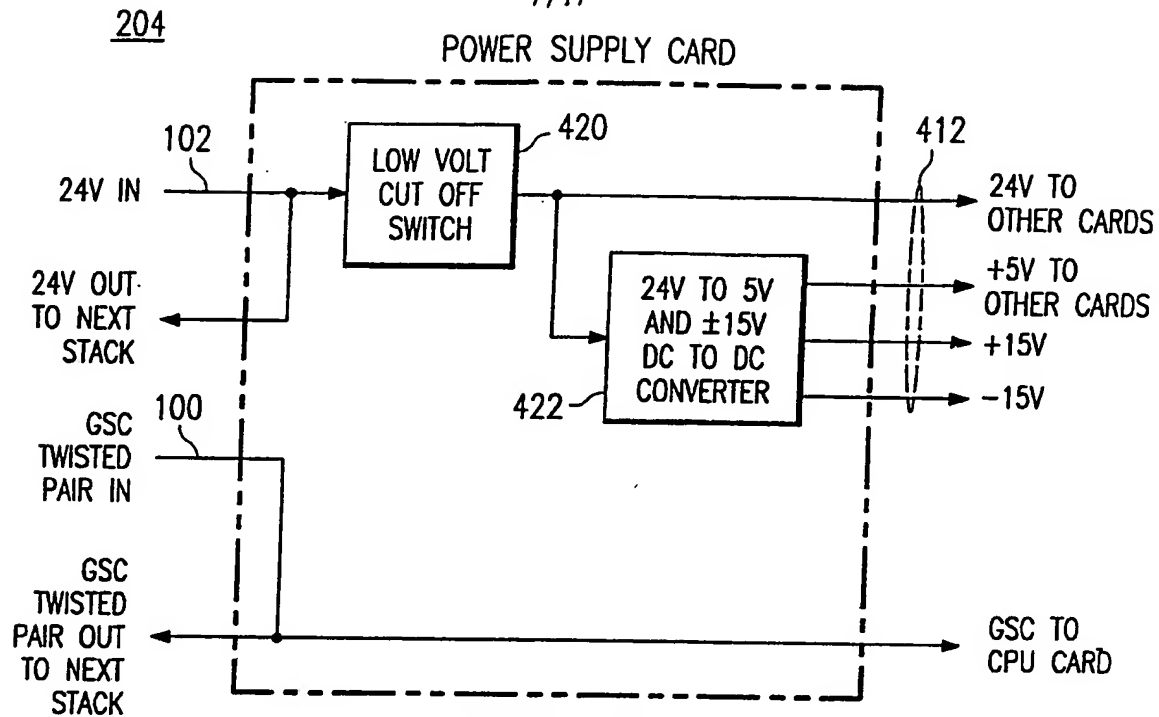 204
POWER SUPPLY CARD
102
420
412
24V IN
LOW VOLT
CUT OFF
SWITCH
24V TO
OTHER CARDS
24V OUT
TO NEXT
STACK
24V TO 5V
AND ±15V
DC TO DC
CONVERTER
+5V TO
OTHER CARDS
+15V
-15V
422
GSC
TWISTED
PAIR IN
100
GSC
TWISTED
PAIR OUT
TO NEXT
STACK
GSC TO
CPU CARD